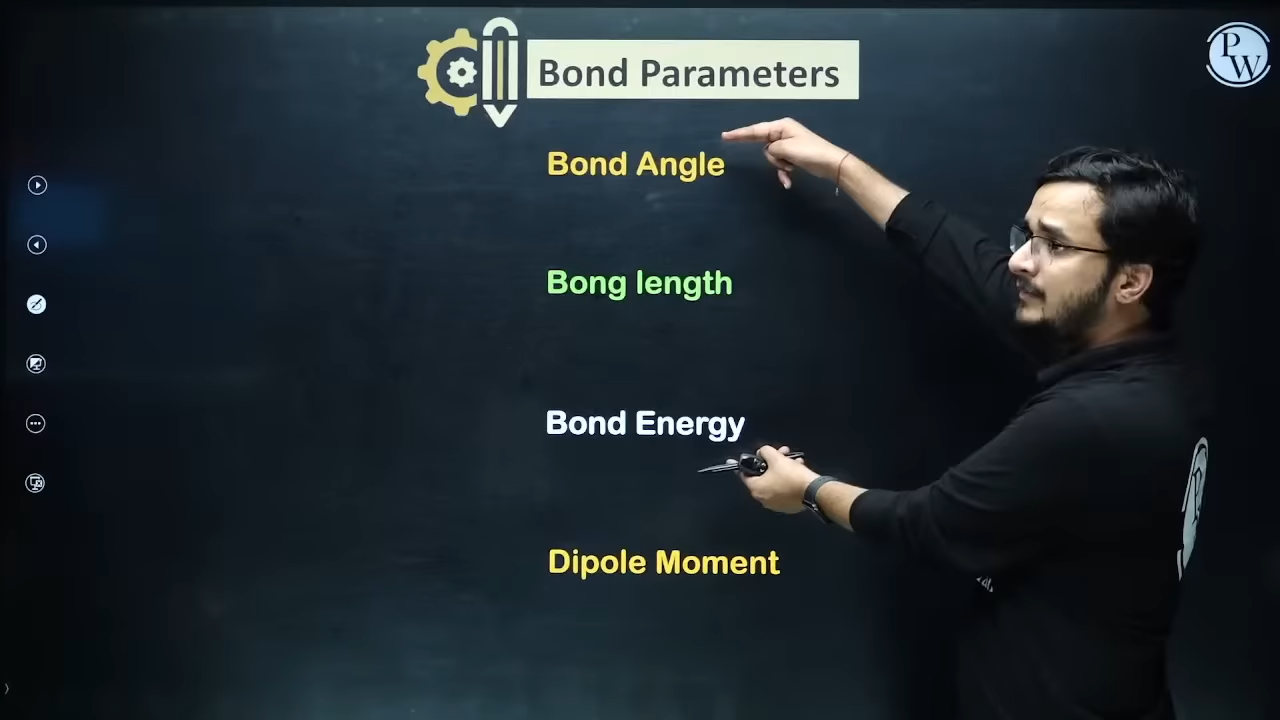 Bond Parameters
PW
Bond Angle
Bong length
Bond Energy
Dipole Moment